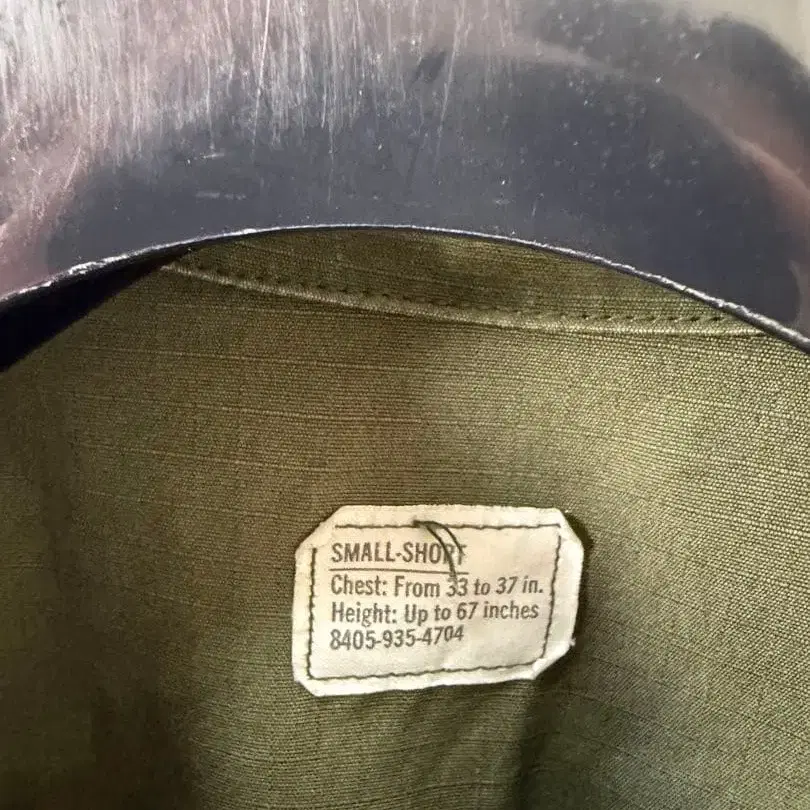 SMALL-SHORT
Chest: From 33 to 37 in.
Height: Up to 67 inches
8405-935-4704